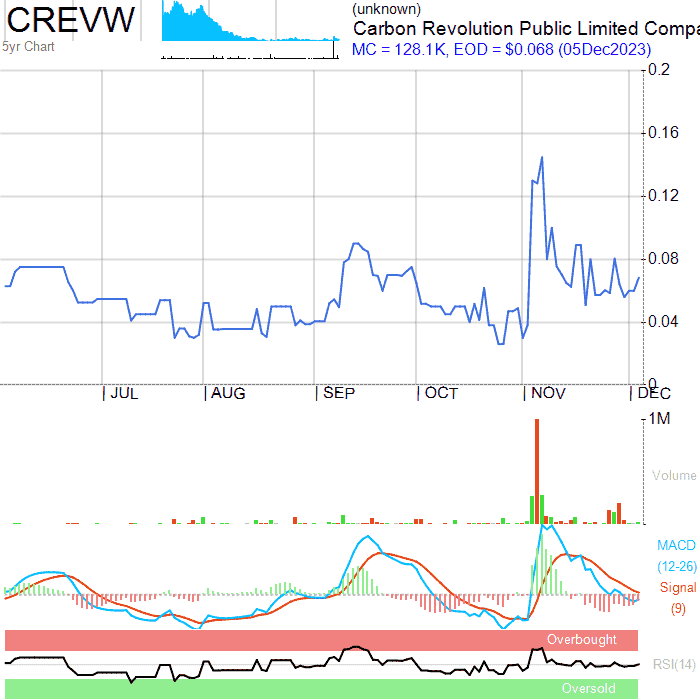 CREVW
5yr Chart
(unknown)
Carbon Revolution Public Limited Compa
MC = 128.1K, EOD = $0.068 (05Dec2023)
0.2
0.16
0.12
0.08
0.04
0
| JUL | AUG | SEP | OCT | NOV | DEC
1M
Volume
MACD
(12-26)
Signal
(9)
Overbought
RSI(14)
Oversold